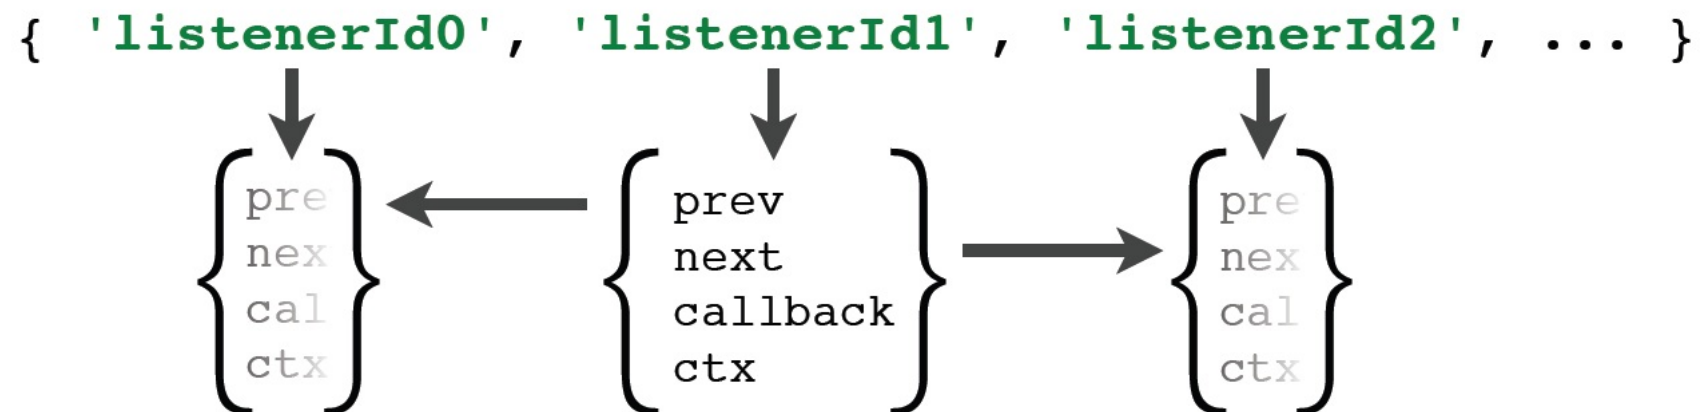 { 'listenerId0', 'listenerId1', 'listenerId2', ... }
pre prev pre
nex next nex
cal callback cal
ctx ctx ctx